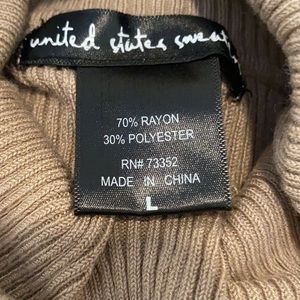 united states sweat
70% RAYON
30% POLYESTER
RN# 73352
MADE IN CHINA
L